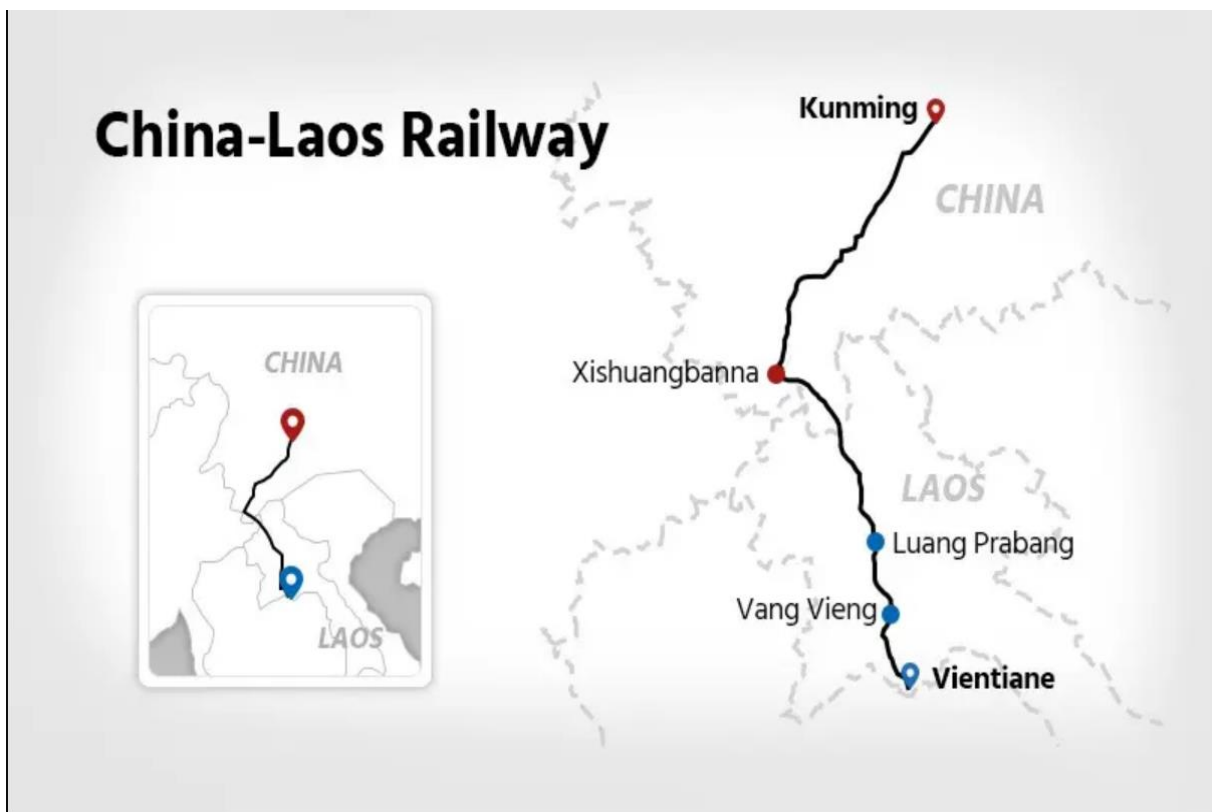 China-Laos Railway
Kunming
CHINA
CHINA
Xishuangbanna
LAOS
Luang Prabang
Vang Vieng
LAOS
Vientiane